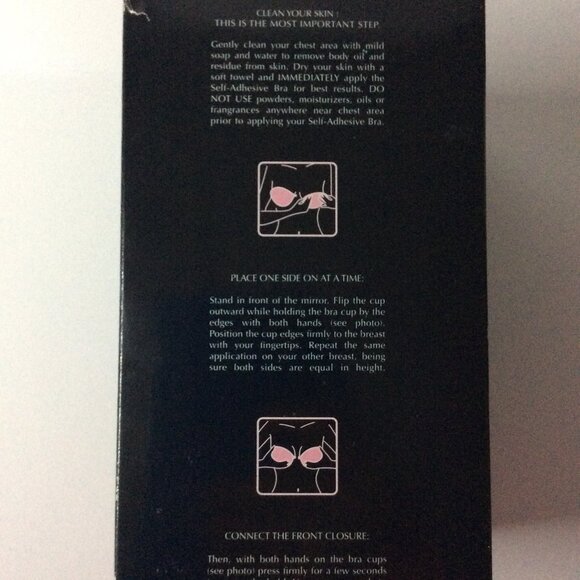 CLEAN YOUR SKIN :
THIS IS THE MOST IMPORTANT STEP.
Gently clean your chest area with mild
soap and water to remove body oil and
residue from skin. Dry your skin with a
soft towel and IMMEDIATELY apply the
Self-Adhesive Bra for best results. DO
NOT USE powders, moisturizers, oils or
frangrances anywhere near chest area
prior to applying your Self-Adhesive Bra.
PLACE ONE SIDE ON AT A TIME:
Stand in front of the mirror. Flip the cup
outward while holding the bra cup by the
edges with both hands (see photo).
Position the cup edges firmly to the breast
with your fingertips. Repeat the same
application on your other breast, being
sure both sides are equal in height.
CONNECT THE FRONT CLOSURE:
Then, with both hands on the bra cups
(see photo) press firmly for a few seconds